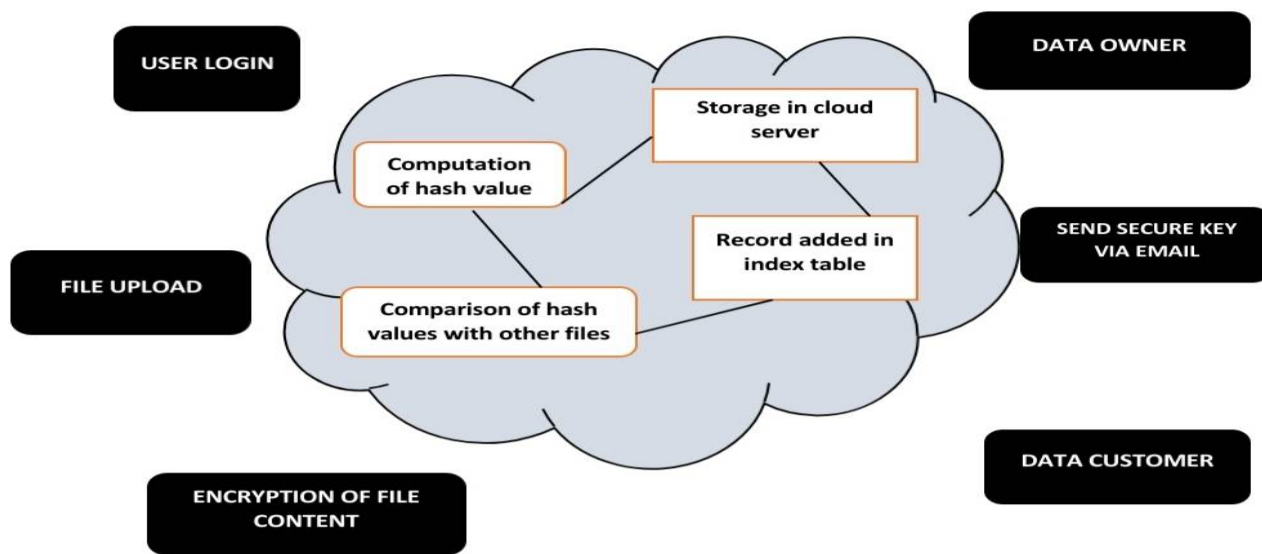 USER LOGIN
DATA OWNER
Storage in cloud
server
Computation
of hash value
Record added in
index table
SEND SECURE KEY
VIA EMAIL
FILE UPLOAD
Comparison of hash
values with other files
DATA CUSTOMER
ENCRYPTION OF FILE
CONTENT